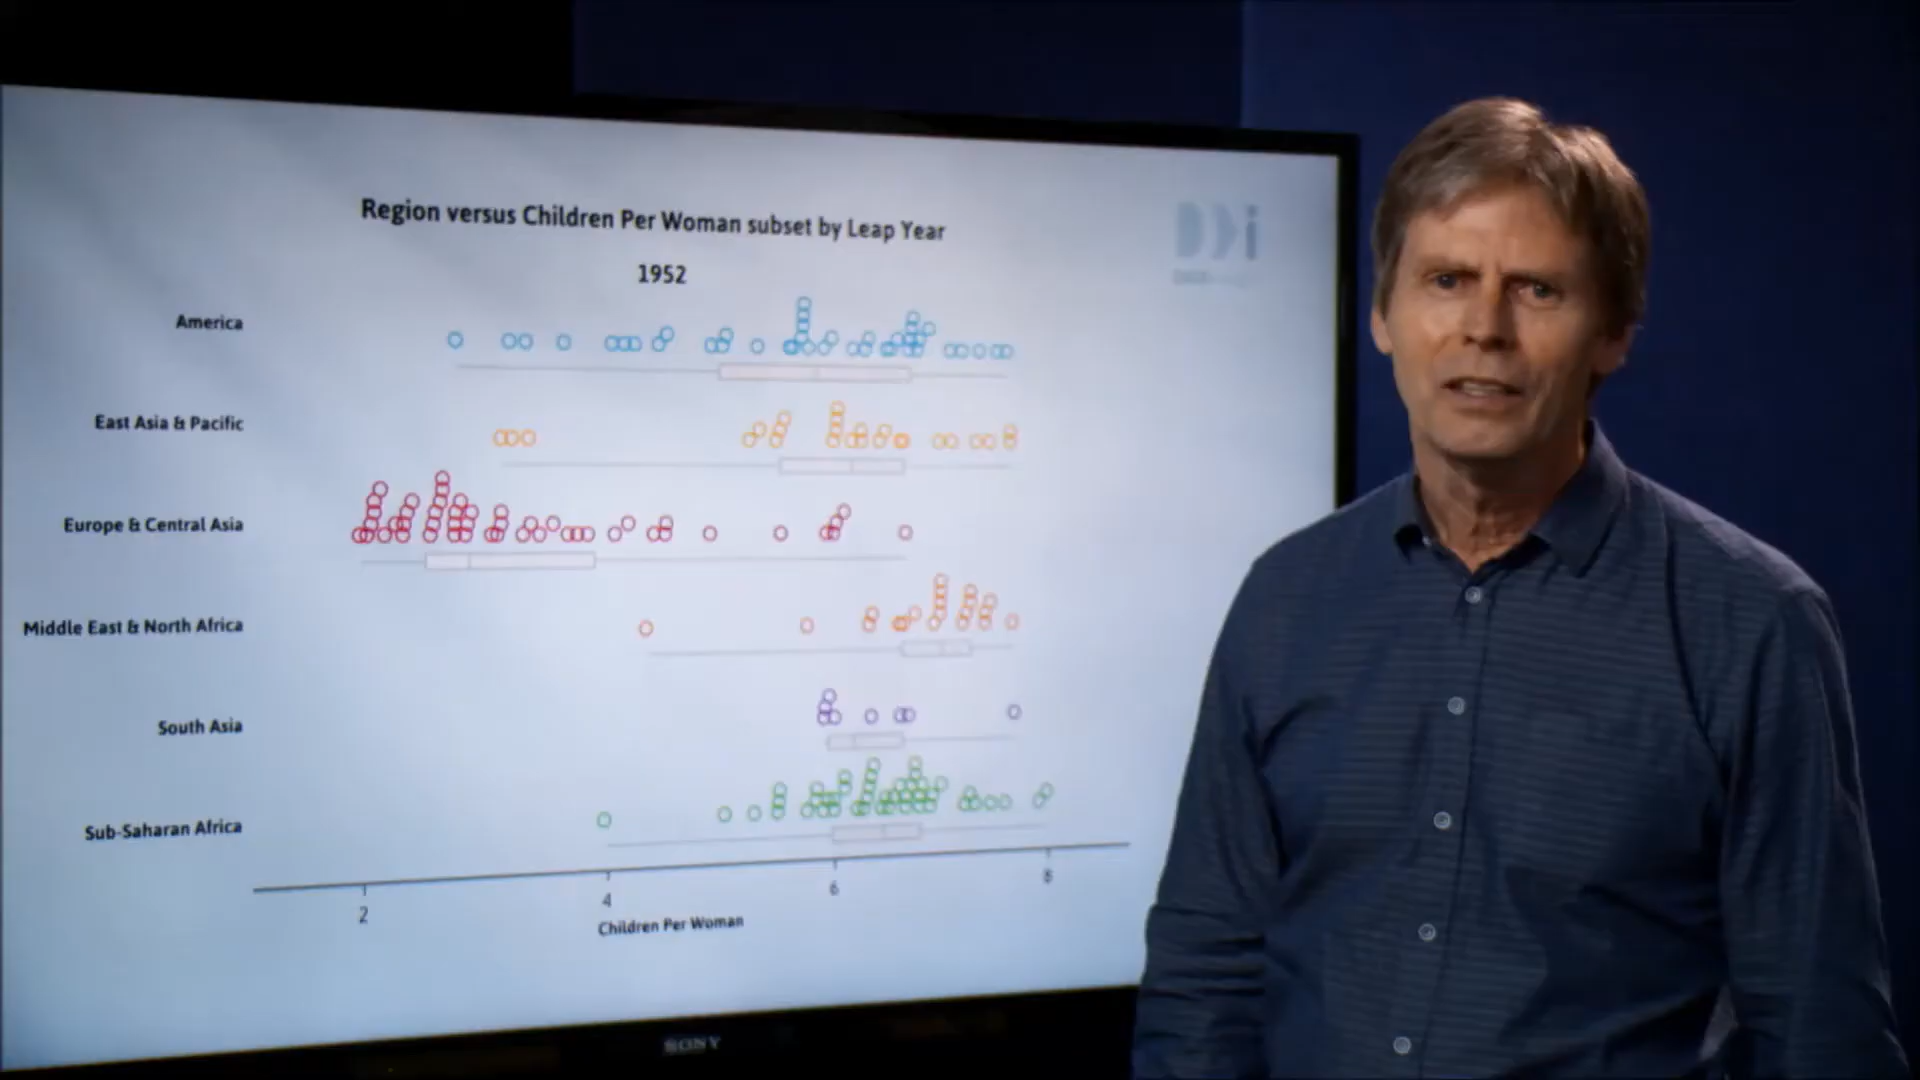 Region versus Children Per Woman subset by Leap Year
1952
America
East Asia & Pacific
Europe & Central Asia
Middle East & North Africa
South Asia
Sub-Saharan Africa
2
4
6
8
Children Per Woman
SONY